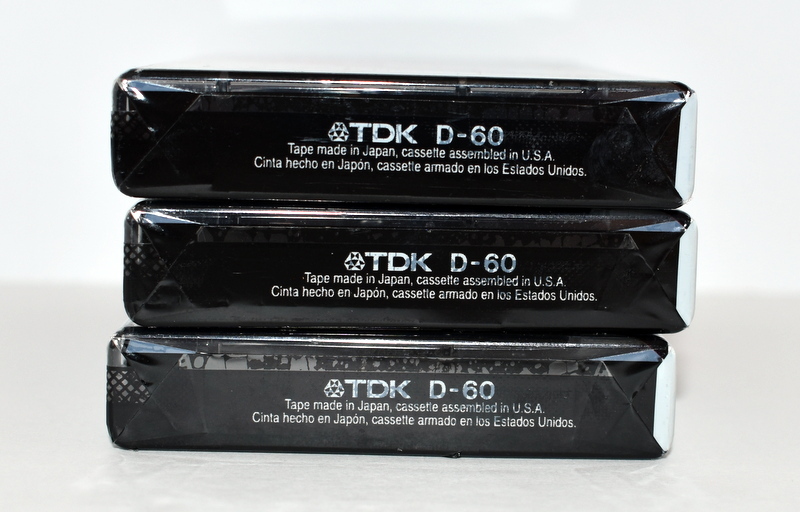 TDK D-60
Tape made in Japan, cassette assembled in U.S.A.
Cinta hecho en Japón, cassette armado en los Estados Unidos.
TDK D-60
Tape made in Japan, cassette assembled in U.S.A.
Cinta hecho en Japón, cassette armado en los Estados Unidos.
TDK D-60
Tape made in Japan, cassette assembled in U.S.A.
Cinta hecho en Japón, cassette armado en los Estados Unidos.